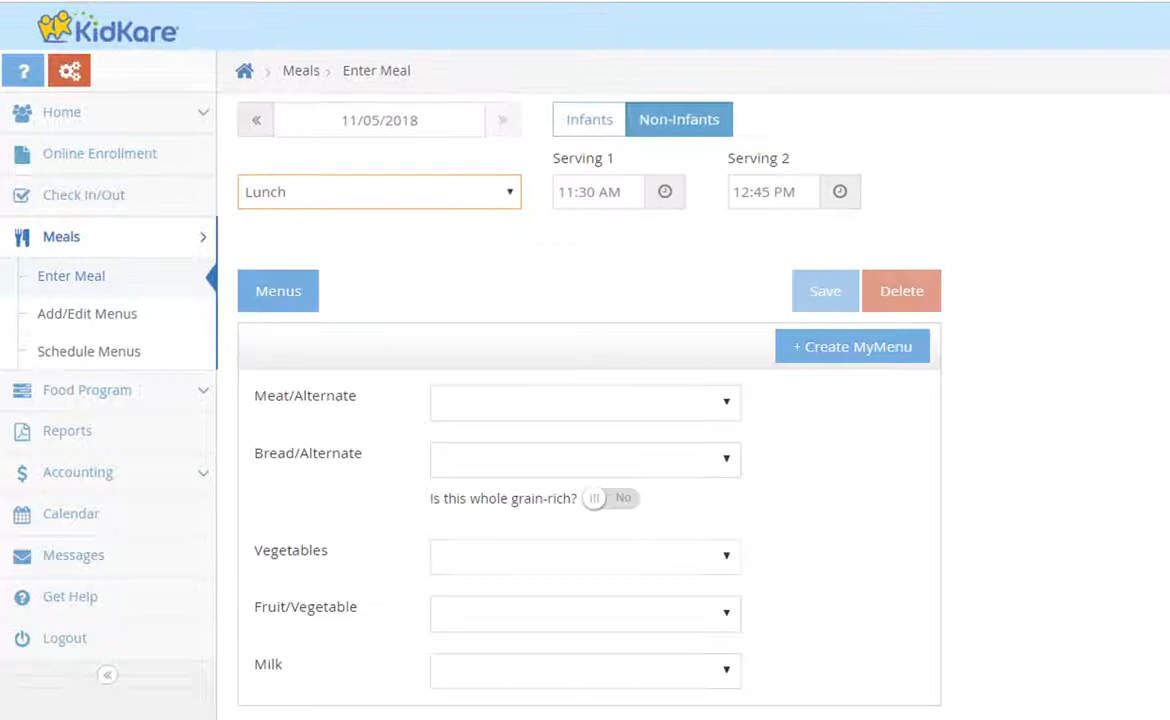 KidKare
?
Home
Online Enrollment
Check In/Out
Meals
Enter Meal
Add/Edit Menus
Schedule Menus
Food Program
Reports
$ Accounting
Calendar
Messages
Get Help
Logout
«
Meals › Enter Meal
« 11/05/2018 »
Infants Non-Infants
Serving 1 Serving 2
Lunch 11:30 AM 12:45 PM
Menus Save Delete
+ Create MyMenu
Meat/Alternate
Bread/Alternate
Is this whole grain-rich? No
Vegetables
Fruit/Vegetable
Milk